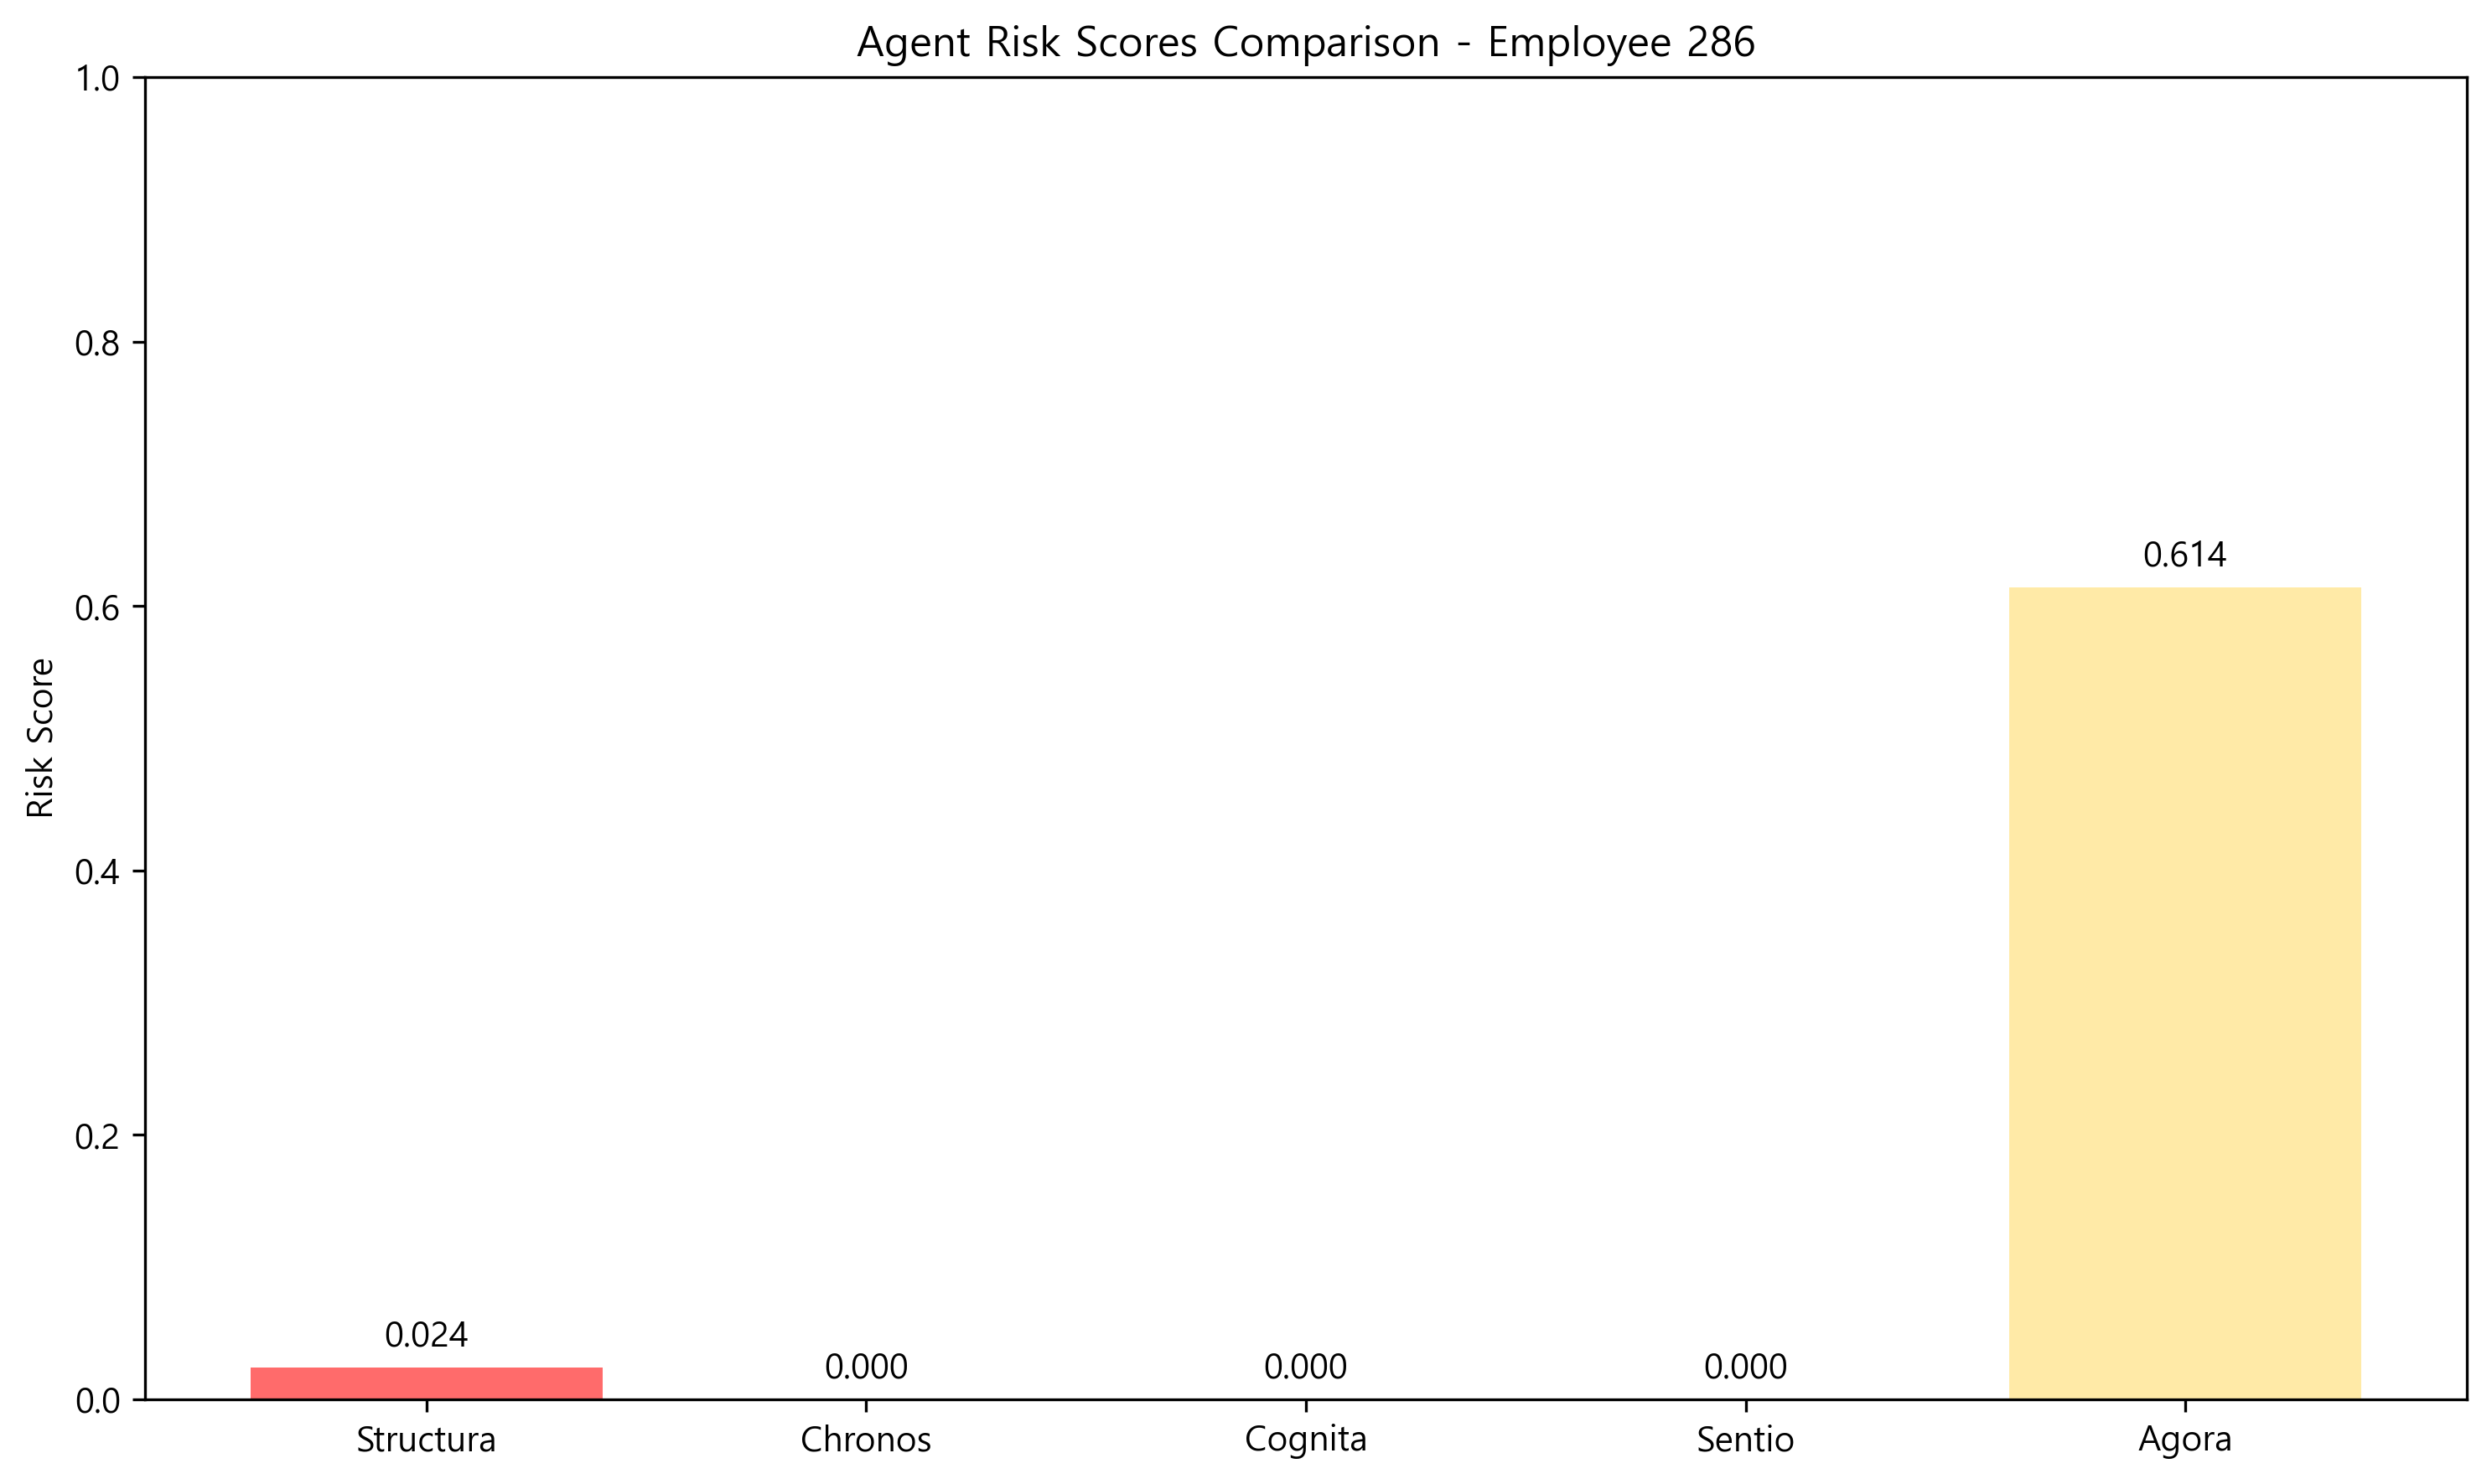 Agent Risk Scores Comparison - Employee 286
Risk Score
1.0
0.8
0.6
0.4
0.2
0.0
0.024
0.000
0.000
0.000
0.614
Structura
Chronos
Cognita
Sentio
Agora